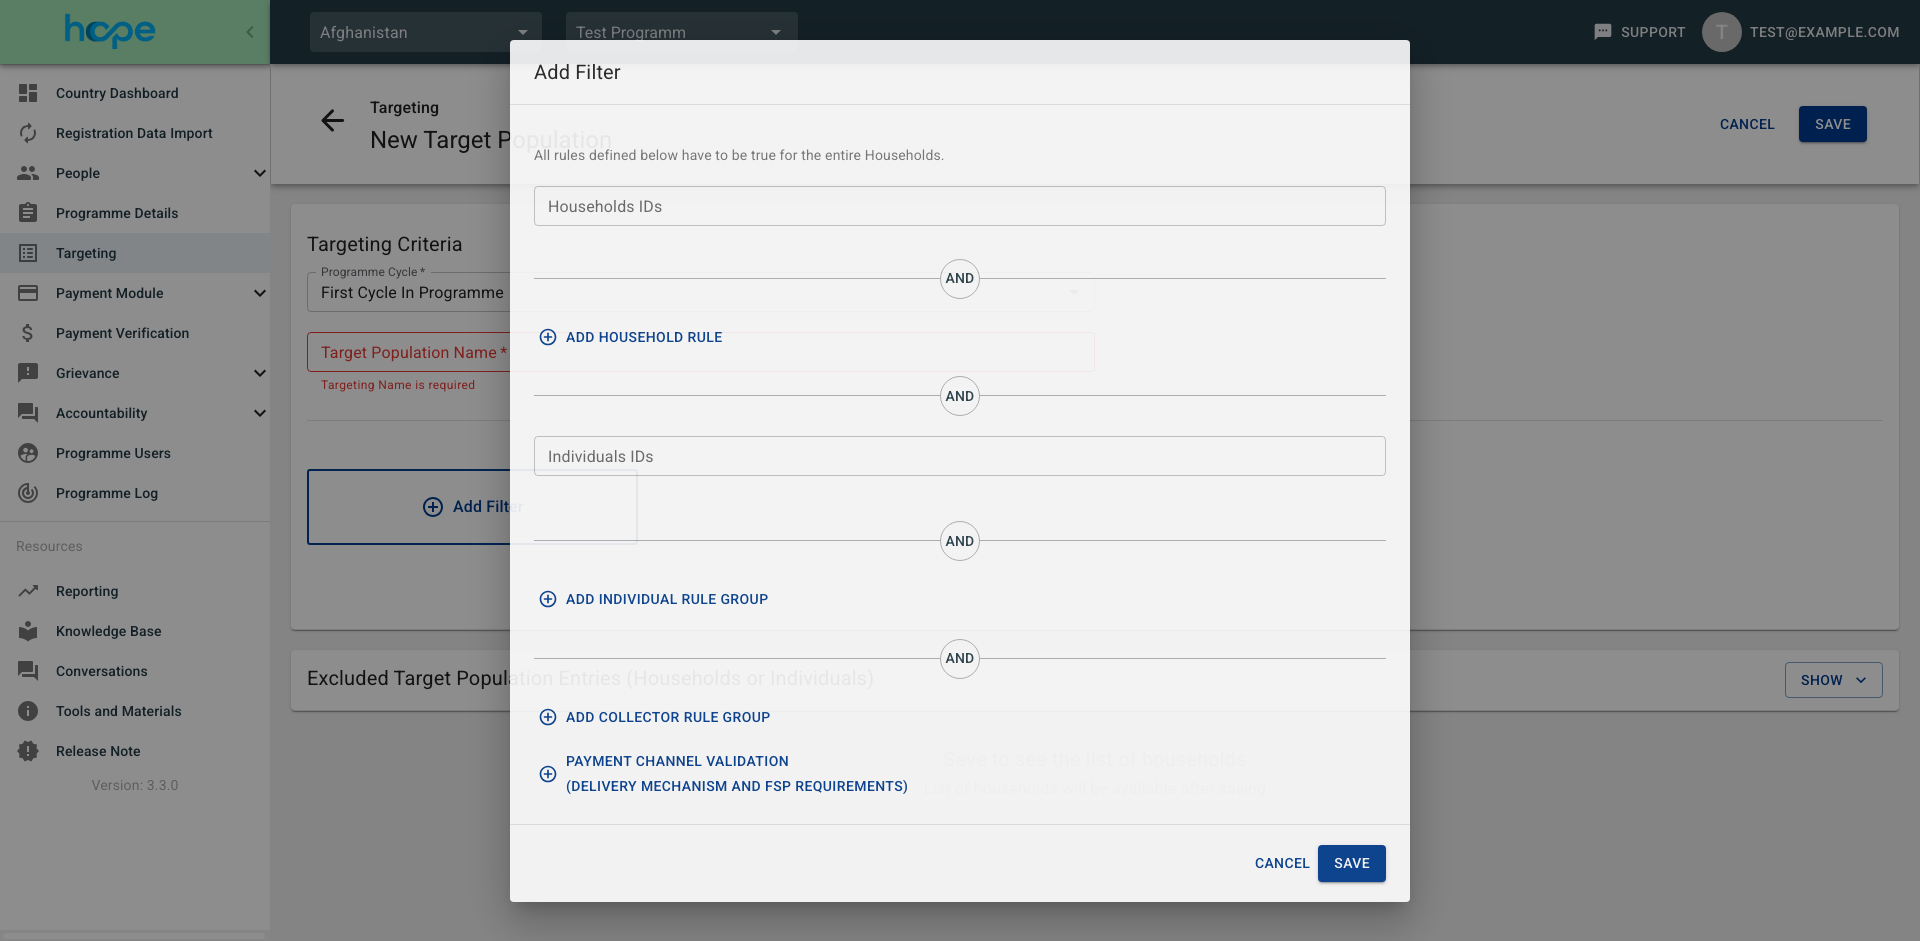 hope
Afghanistan
Test Programm
SUPPORT
T
TEST@EXAMPLE.COM
Country Dashboard
Registration Data Import
People
Programme Details
Targeting
Payment Module
Payment Verification
Grievance
Accountability
Programme Users
Programme Log
Resources
Reporting
Knowledge Base
Conversations
Tools and Materials
Release Note
Version: 3.3.0
Targeting
New Target Population
CANCEL
SAVE
Targeting Criteria
Programme Cycle *
First Cycle In Programme
Target Population Name *
Targeting Name is required
Add Filter
Excluded Target Population Entries (Households or Individuals)
SHOW
Save to see the list of households
List of households will be available after saving
Add Filter
All rules defined below have to be true for the entire Households.
Households IDs
AND
ADD HOUSEHOLD RULE
AND
Individuals IDs
AND
ADD INDIVIDUAL RULE GROUP
AND
ADD COLLECTOR RULE GROUP
PAYMENT CHANNEL VALIDATION
(DELIVERY MECHANISM AND FSP REQUIREMENTS)
CANCEL
SAVE